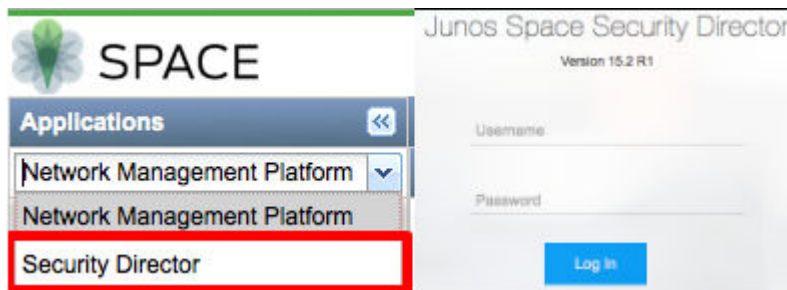 SPACE
Applications
Network Management Platform
Network Management Platform
Security Director
Junos Space Security Director
Version 15.2 R1
Username
Password
Log In